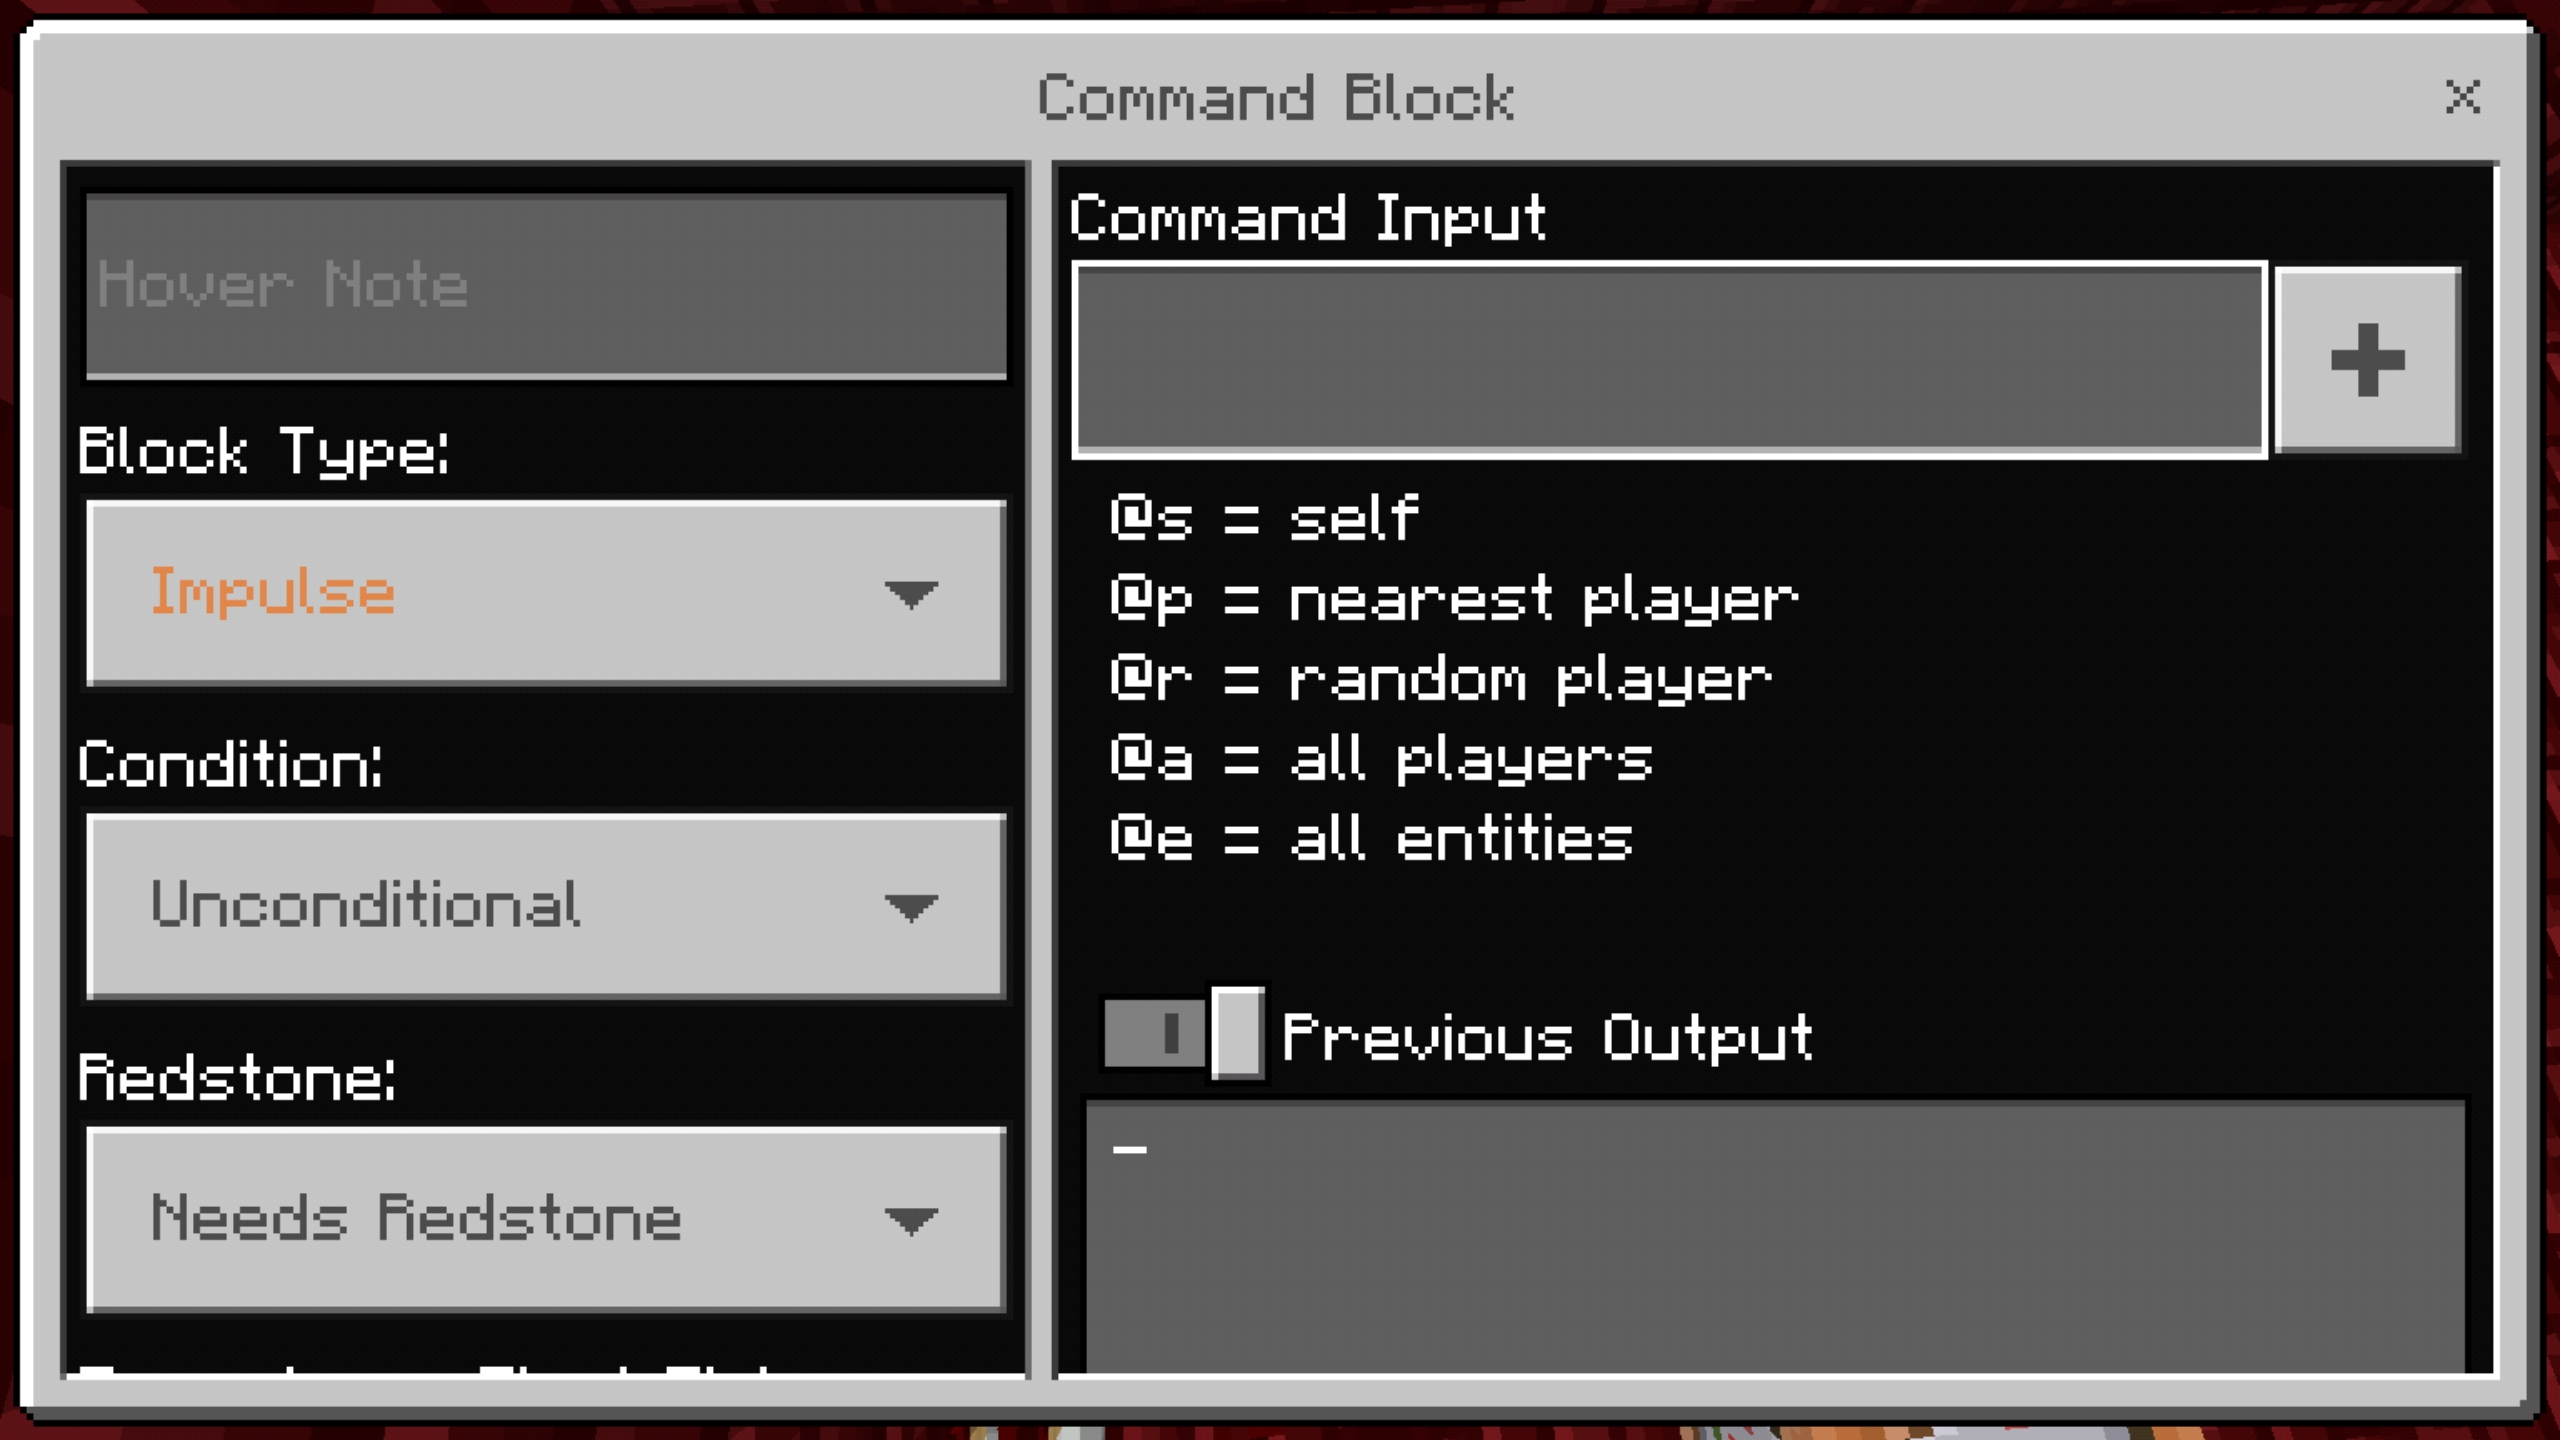 Command Block
Hover Note
Block Type:
Impulse
Condition:
Unconditional
Redstone:
Needs Redstone
Command Input
@s = self
@p = nearest player
@r = random player
@a = all players
@e = all entities
Previous Output
-